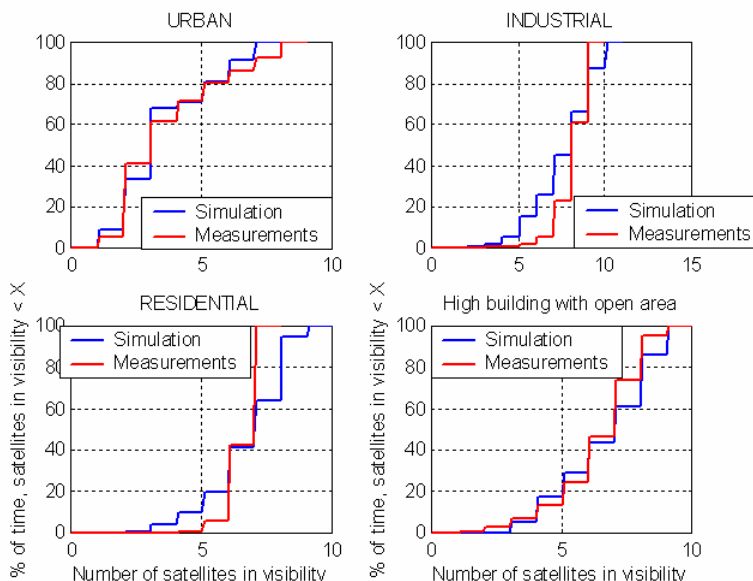 URBAN
100
80
60
40
20
0
0
5
10
Simulation
Measurements
INDUSTRIAL
100
80
60
40
20
0
0
5
10
15
Simulation
Measurements
% of time, satellites in visibility < X
RESIDENTIAL
100
80
60
40
20
0
0
5
10
Simulation
Measurements
Number of satellites in visibility
% of time, satellites in visibility < X
High building with open area
100
80
60
40
20
0
0
5
10
Simulation
Measurements
Number of satellites in visibility